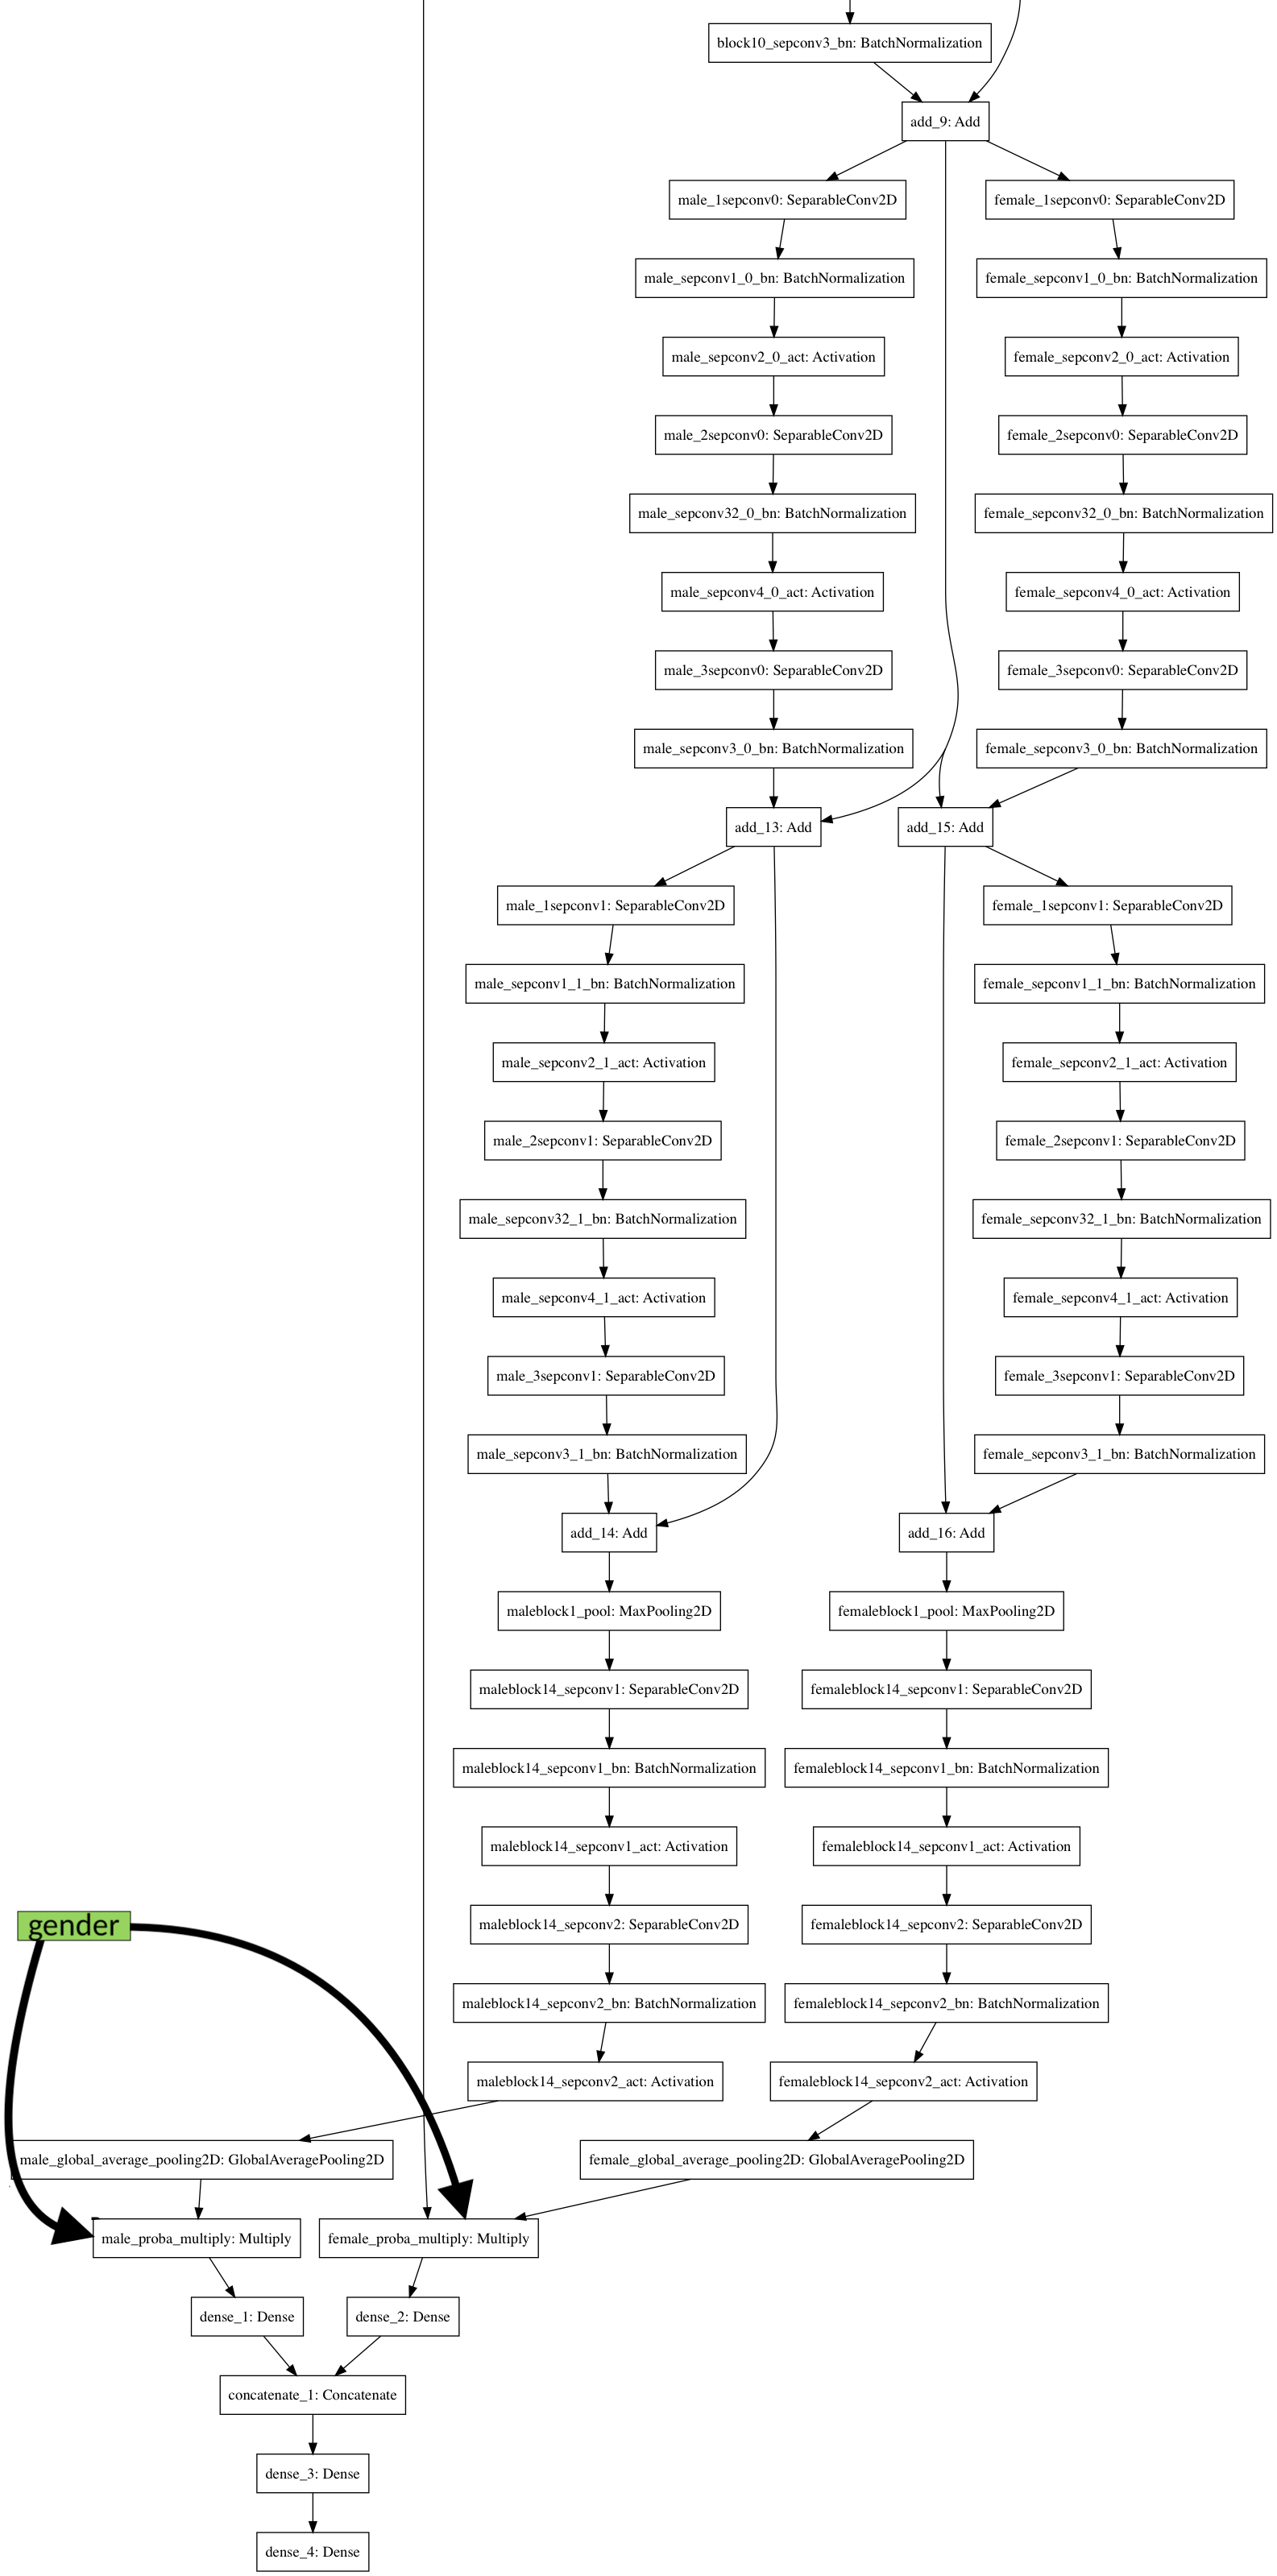 block10_sepconv3_bn: BatchNormalization
add_9: Add
male_1sepconv0: SeparableConv2D
female_1sepconv0: SeparableConv2D
male_sepconv1_0_bn: BatchNormalization
female_sepconv1_0_bn: BatchNormalization
male_sepconv2_0_act: Activation
female_sepconv2_0_act: Activation
male_2sepconv0: SeparableConv2D
female_2sepconv0: SeparableConv2D
male_sepconv32_0_bn: BatchNormalization
female_sepconv32_0_bn: BatchNormalization
male_sepconv4_0_act: Activation
female_sepconv4_0_act: Activation
male_3sepconv0: SeparableConv2D
female_3sepconv0: SeparableConv2D
male_sepconv3_0_bn: BatchNormalization
female_sepconv3_0_bn: BatchNormalization
add_13: Add
add_15: Add
male_1sepconv1: SeparableConv2D
female_1sepconv1: SeparableConv2D
male_sepconv1_1_bn: BatchNormalization
female_sepconv1_1_bn: BatchNormalization
male_sepconv2_1_act: Activation
female_sepconv2_1_act: Activation
male_2sepconv1: SeparableConv2D
female_2sepconv1: SeparableConv2D
male_sepconv32_1_bn: BatchNormalization
female_sepconv32_1_bn: BatchNormalization
male_sepconv4_1_act: Activation
female_sepconv4_1_act: Activation
male_3sepconv1: SeparableConv2D
female_3sepconv1: SeparableConv2D
male_sepconv3_1_bn: BatchNormalization
female_sepconv3_1_bn: BatchNormalization
add_14: Add
add_16: Add
maleblock1_pool: MaxPooling2D
femaleblock1_pool: MaxPooling2D
maleblock14_sepconv1: SeparableConv2D
femaleblock14_sepconv1: SeparableConv2D
maleblock14_sepconv1_bn: BatchNormalization
femaleblock14_sepconv1_bn: BatchNormalization
maleblock14_sepconv1_act: Activation
femaleblock14_sepconv1_act: Activation
gender
maleblock14_sepconv2: SeparableConv2D
femaleblock14_sepconv2: SeparableConv2D
maleblock14_sepconv2_bn: BatchNormalization
femaleblock14_sepconv2_bn: BatchNormalization
maleblock14_sepconv2_act: Activation
femaleblock14_sepconv2_act: Activation
male_global_average_pooling2D: GlobalAveragePooling2D
female_global_average_pooling2D: GlobalAveragePooling2D
male_proba_multiply: Multiply
female_proba_multiply: Multiply
dense_1: Dense
dense_2: Dense
concatenate_1: Concatenate
dense_3: Dense
dense_4: Dense